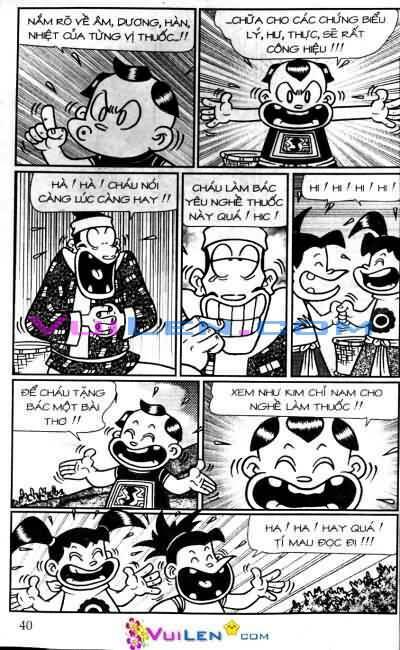 NẮM RÕ VỀ ÂM, DƯƠNG, HÀN,
NHIỆT CỦA TỪNG VỊ THUỐC...!!
...CHỮA CHO CÁC CHỨNG BIỂU
LÝ, HƯ, THỰC, SẼ RẤT
CÔNG HIỆU !!!
HÀ ! HÀ ! CHÁU NÓI
CÀNG LÚC CÀNG HAY !!
CHÁU LÀM BÁC
YÊU NGHỀ THUỐC
NÀY QUÁ ! HIC !
HI ! HI ! HI ! HI !
VUILEN.COM
ĐỂ CHÁU TẶNG
BÁC MỘT BÀI
THƠ !!
XEM NHƯ KIM CHỈ NAM CHO
NGHỀ LÀM THUỐC !!
HA ! HA ! HAY QUÁ !
TÍ MAU ĐỌC ĐI !!!
40
VUILEN.COM